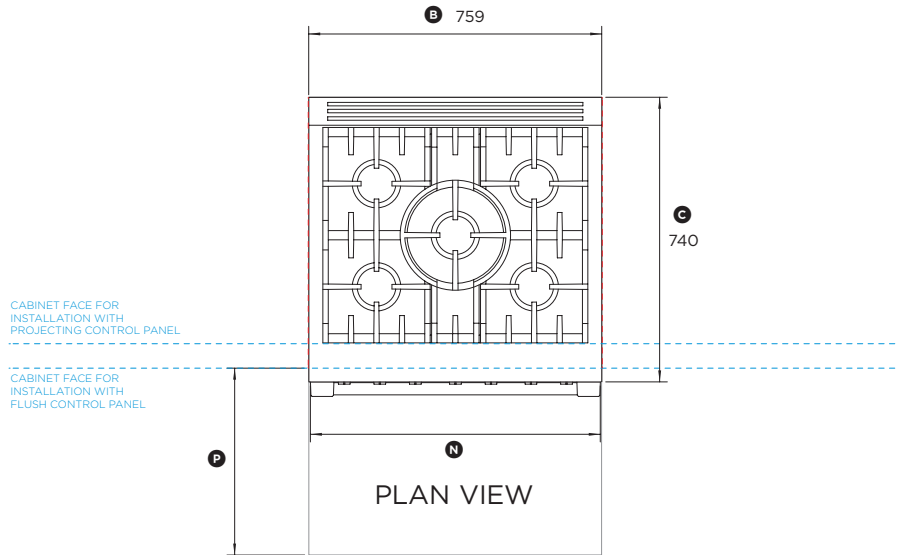 B 759
C
740
CABINET FACE FOR
INSTALLATION WITH
PROJECTING CONTROL PANEL
CABINET FACE FOR
INSTALLATION WITH
FLUSH CONTROL PANEL
N
P
PLAN VIEW